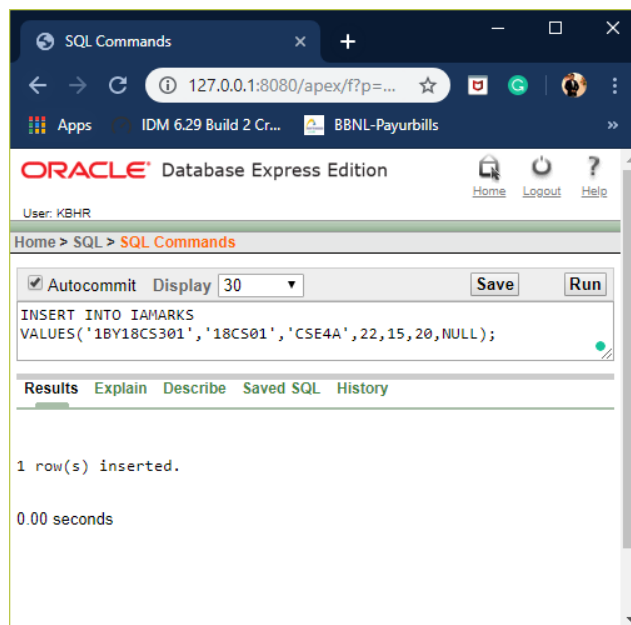 SQL Commands
127.0.0.1:8080/apex/f?p=...
Apps IDM 6.29 Build 2 Cr... BBNL-Payurbills »
ORACLE® Database Express Edition
Home Logout Help
User: KBHR
Home > SQL > SQL Commands
Autocommit Display 30 Save Run
INSERT INTO IAMARKS
VALUES('1BY18CS301','18CS01','CSE4A',22,15,20,NULL);
Results Explain Describe Saved SQL History
1 row(s) inserted.
0.00 seconds